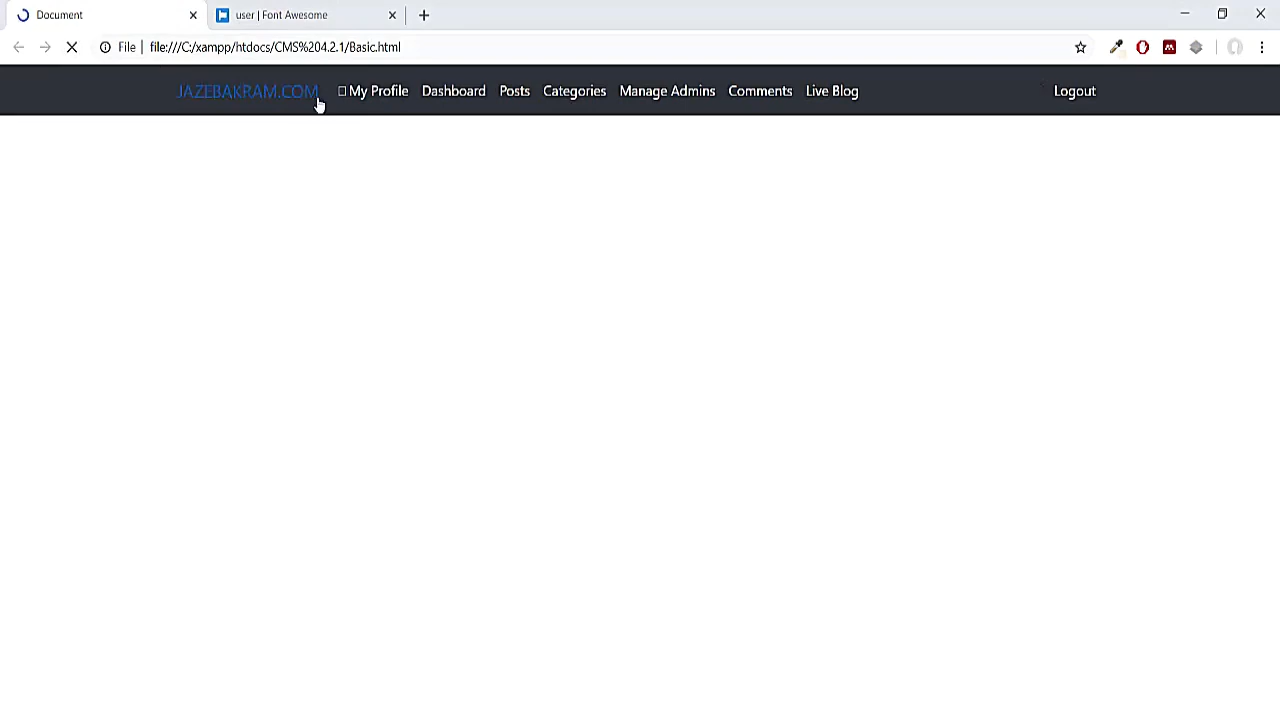 Document
user | Font Awesome
File
file:///C:/xampp/htdocs/CMS%204.2.1/Basic.html
JAZEBAKRAM.COM
My Profile
Dashboard
Posts
Categories
Manage Admins
Comments
Live Blog
Logout